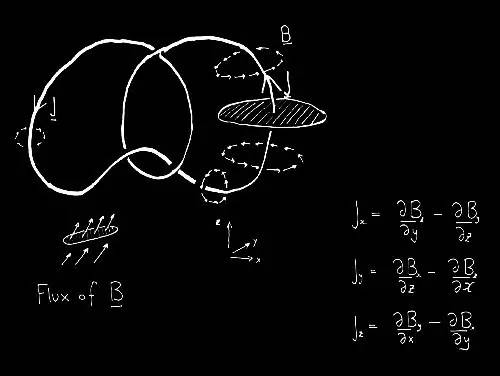 B
J
J
z
y
x
Flux of B
Jx = ∂Bz/∂y − ∂By/∂z
Jy = ∂Bx/∂z − ∂Bz/∂x
Jz = ∂By/∂x − ∂Bx/∂y